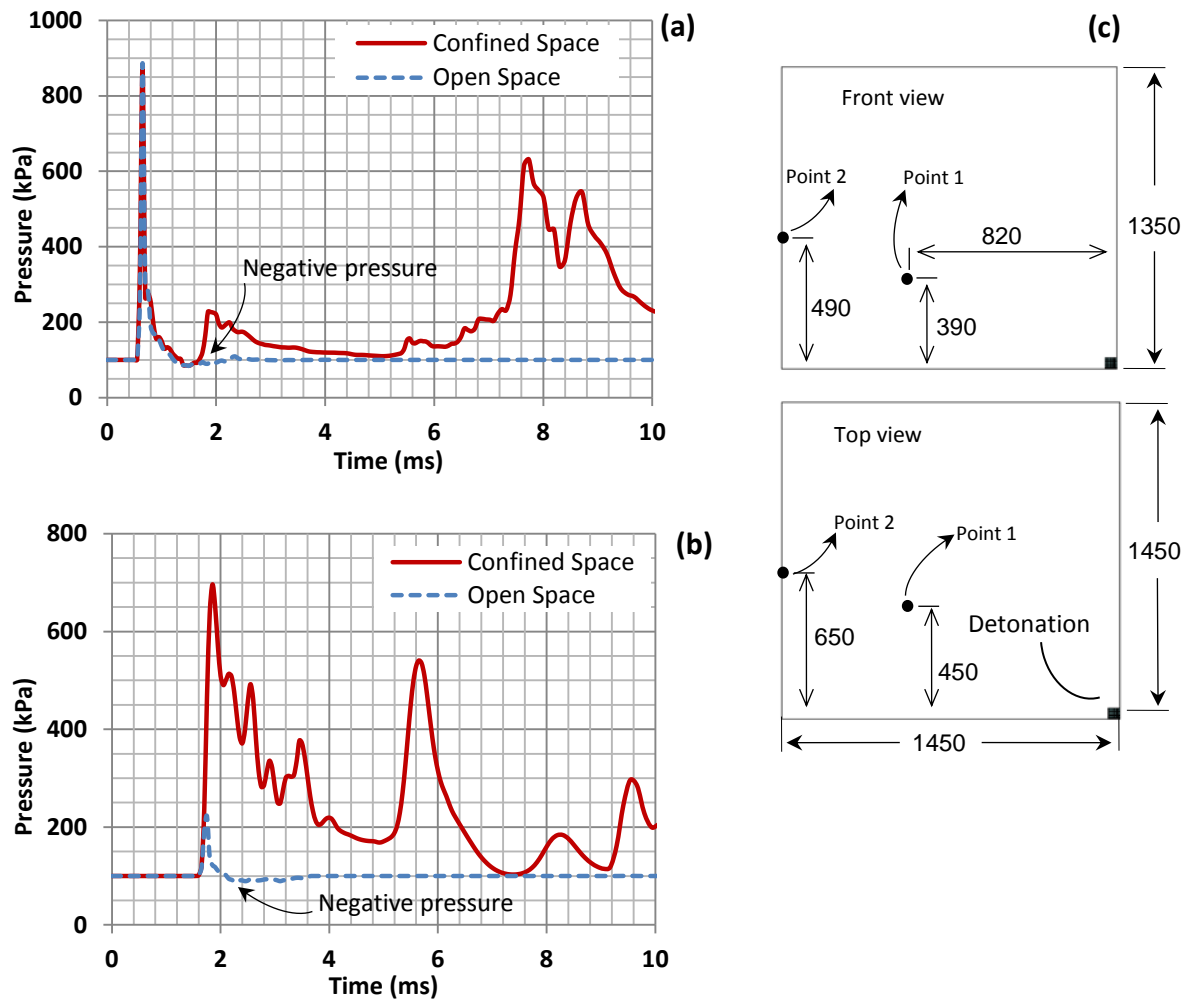 (a)
1000
800
600
400
200
0
Pressure (kPa)
Confined Space
Open Space
Negative pressure
0 2 4 6 8 10
Time (ms)
(b)
800
600
400
200
0
Pressure (kPa)
Confined Space
Open Space
Negative pressure
0 2 4 6 8 10
Time (ms)
(c)
Front view
Point 2
Point 1
820
1350
490
390
Top view
Point 2
Point 1
1450
650
Detonation
450
1450